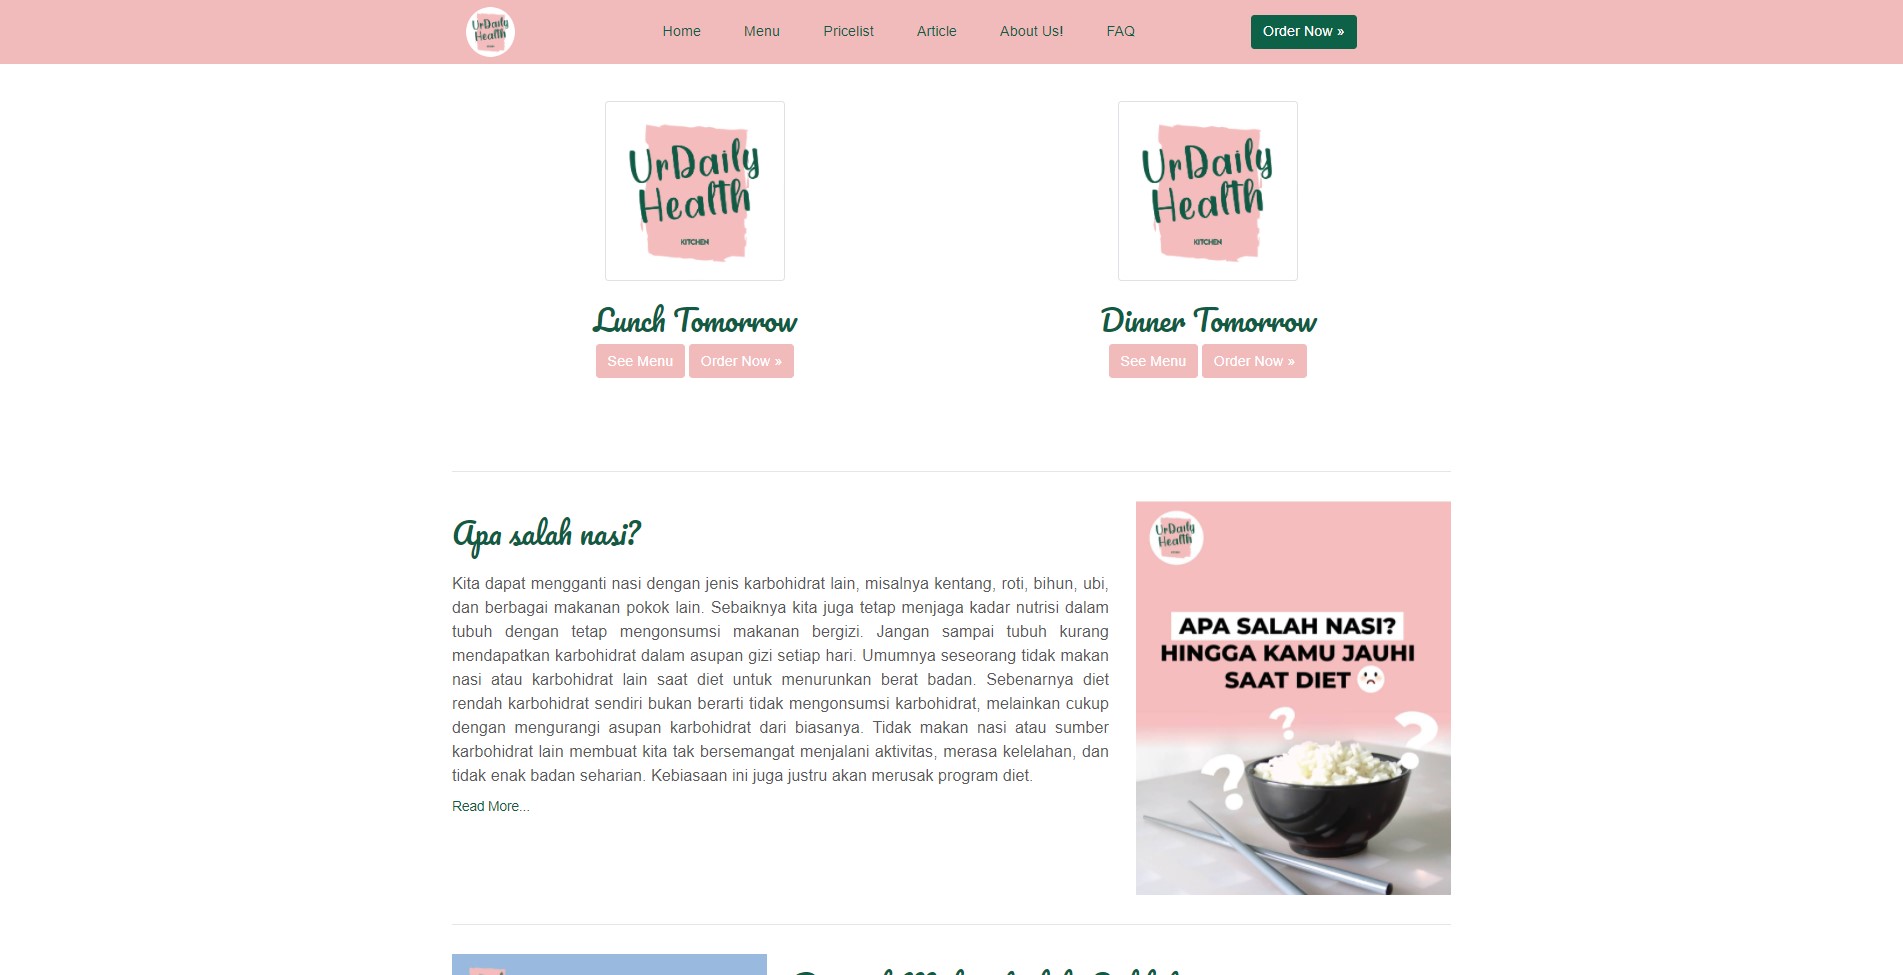 UrDaily
Health
Home Menu Pricelist Article About Us! FAQ Order Now »
UrDaily
Health
KITCHEN
UrDaily
Health
KITCHEN
Lunch Tomorrow
Dinner Tomorrow
See Menu Order Now »
See Menu Order Now »
Apa salah nasi?
Kita dapat mengganti nasi dengan jenis karbohidrat lain, misalnya kentang, roti, bihun, ubi,
dan berbagai makanan pokok lain. Sebaiknya kita juga tetap menjaga kadar nutrisi dalam
tubuh dengan tetap mengonsumsi makanan bergizi. Jangan sampai tubuh kurang
mendapatkan karbohidrat dalam asupan gizi setiap hari. Umumnya seseorang tidak makan
nasi atau karbohidrat lain saat diet untuk menurunkan berat badan. Sebenarnya diet
rendah karbohidrat sendiri bukan berarti tidak mengonsumsi karbohidrat, melainkan cukup
dengan mengurangi asupan karbohidrat dari biasanya. Tidak makan nasi atau sumber
karbohidrat lain membuat kita tak bersemangat menjalani aktivitas, merasa kelelahan, dan
tidak enak badan seharian. Kebiasaan ini juga justru akan merusak program diet.
Read More...
UrDaily
Health
APA SALAH NASI?
HINGGA KAMU JAUHI
SAAT DIET
? ? ?